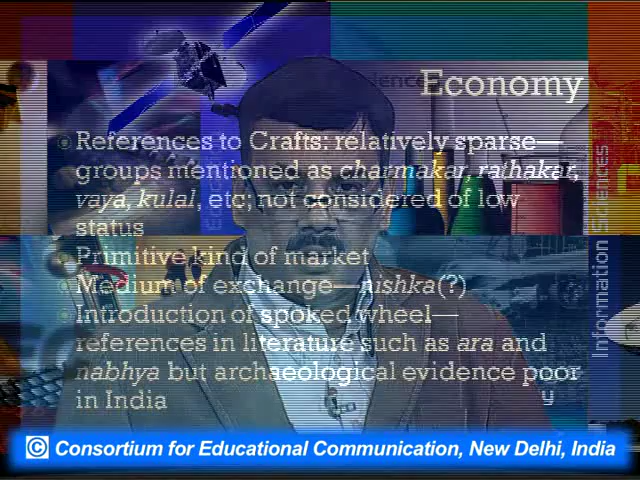 Sciences
Economy
References to Crafts: relatively sparse—
groups mentioned as charmakar, rathakar,
vaya, kulal, etc; not considered of low
status
Primitive kind of market
Medium of exchange—nishka(?)
Introduction of spoked wheel—
references in literature such as ara and
nabhya but archaeological evidence poor
in India
Information Sciences
© Consortium for Educational Communication, New Delhi, India